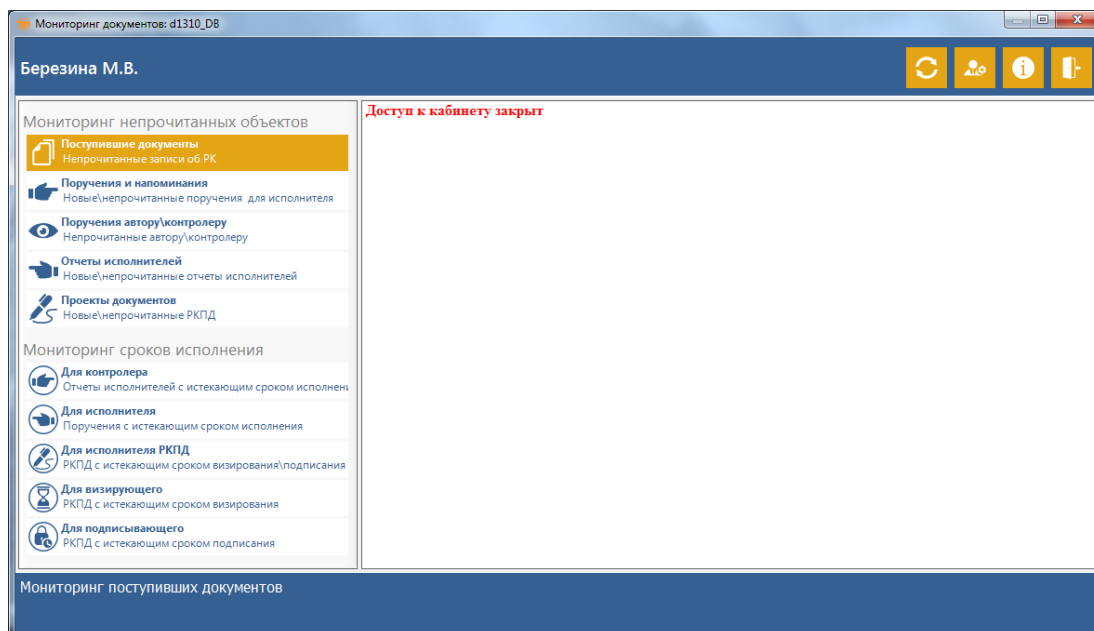 Мониторинг документов: d1310_DB
Березина М.В.
Мониторинг непрочитанных объектов
Поступившие документы
Непрочитанные записи об РК
Поручения и напоминания
Новые\непрочитанные поручения для исполнителя
Поручения автору\контролеру
Непрочитанные автору\контролеру
Отчеты исполнителей
Новые\непрочитанные отчеты исполнителей
Проекты документов
Новые\непрочитанные РКПД
Мониторинг сроков исполнения
Для контролера
Отчеты исполнителей с истекающим сроком исполнен
Для исполнителя
Поручения с истекающим сроком исполнения
Для исполнителя РКПД
РКПД с истекающим сроком визирования\подписания
Для визирующего
РКПД с истекающим сроком визирования
Для подписывающего
РКПД с истекающим сроком подписания
Доступ к кабинету закрыт
Мониторинг поступивших документов